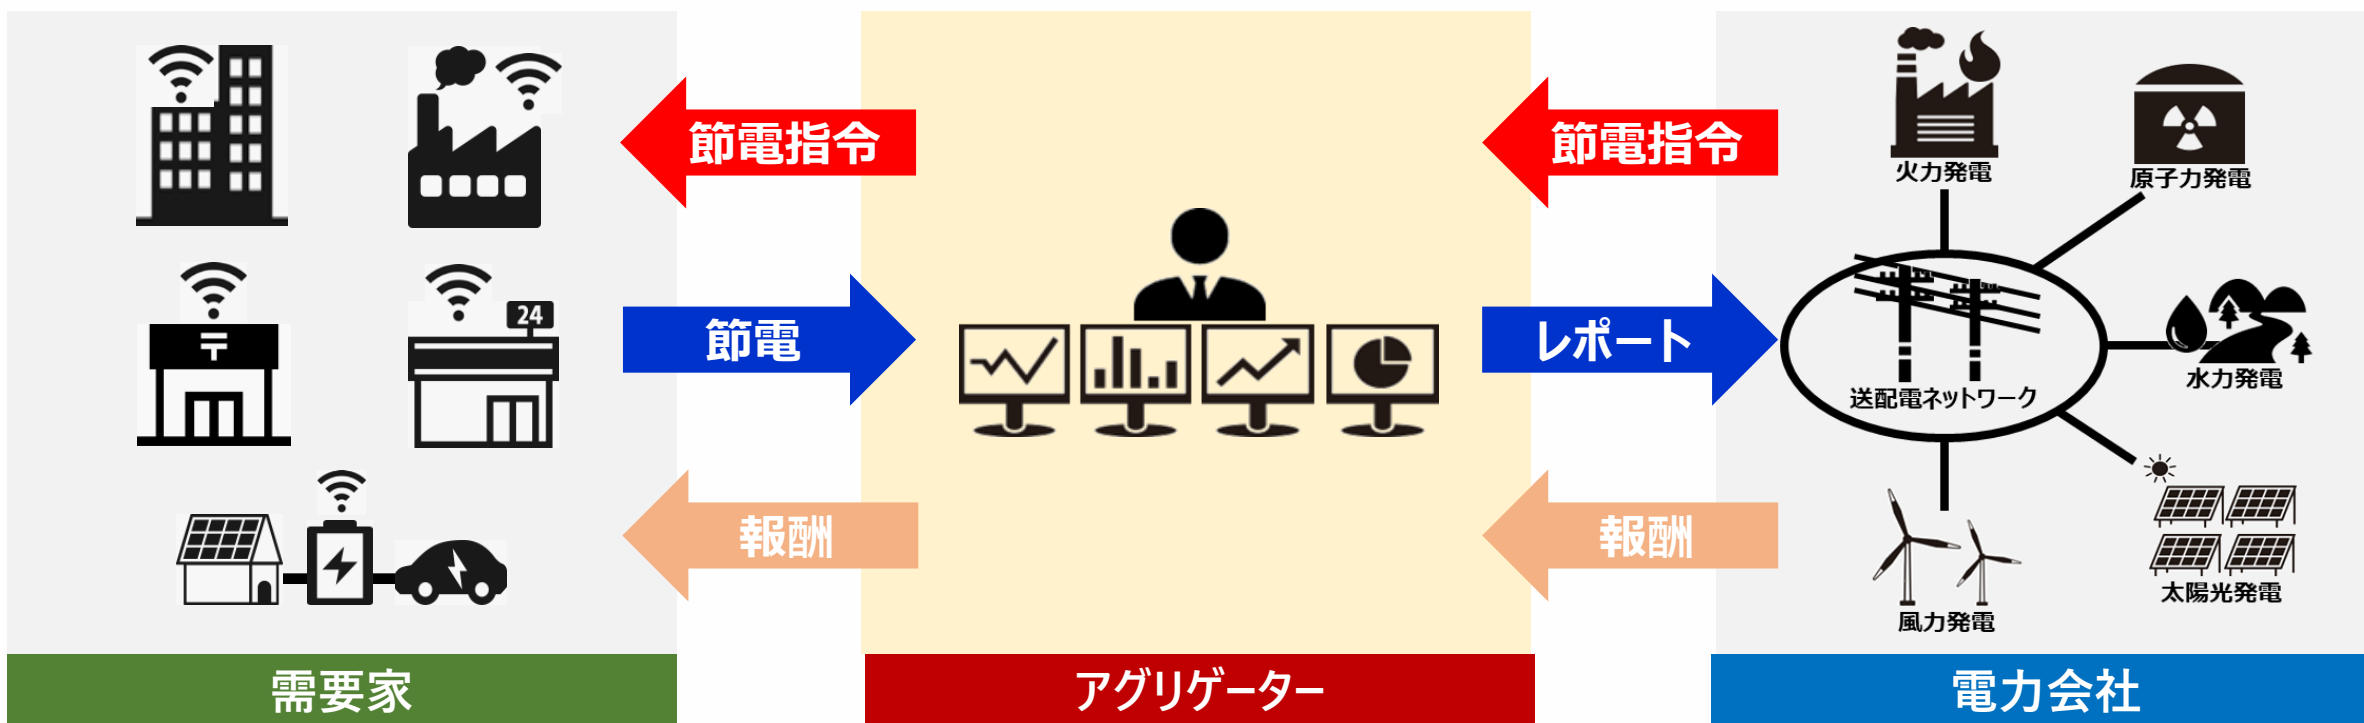 24
節電指令
節電
報酬
需要家
アグリゲーター
節電指令
レポート
報酬
火力発電
原子力発電
送配電ネットワーク
水力発電
風力発電
太陽光発電
電力会社